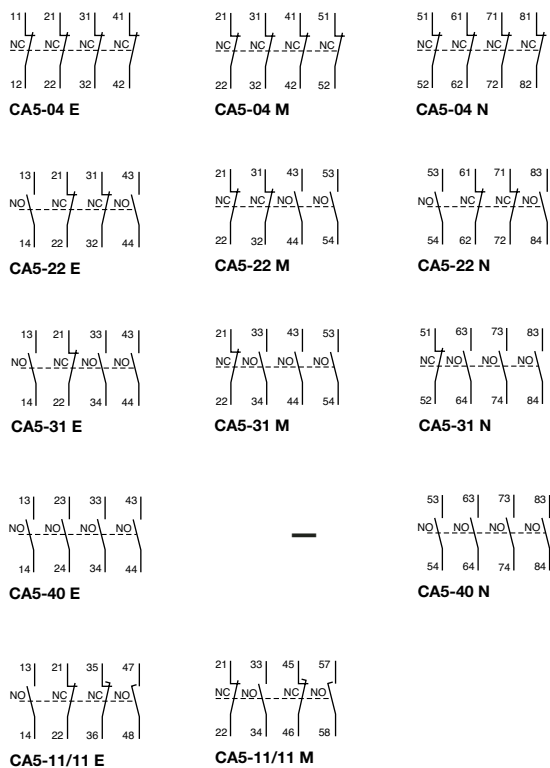 11 21 31 41 21 31 41 51 51 61 71 81
NC NC NC NC NC NC NC NC NC NC NC NC
12 22 32 42 22 32 42 52 52 62 72 82
CA5-04 E CA5-04 M CA5-04 N
13 21 31 43 21 31 43 53 53 61 71 83
NO NC NC NO NC NC NO NO NO NC NC NO
14 22 32 44 22 32 44 54 54 62 72 84
CA5-22 E CA5-22 M CA5-22 N
13 21 33 43 21 33 43 53 51 63 73 83
NO NC NO NO NC NO NO NO NC NO NO NO
14 22 34 44 22 34 44 54 52 64 74 84
CA5-31 E CA5-31 M CA5-31 N
13 23 33 43 53 63 73 83
NO NO NO NO – NO NO NO NO
14 24 34 44 54 64 74 84
CA5-40 E CA5-40 N
13 21 35 47 21 33 45 57
NO NC NC NO NC NO NC NO
14 22 36 48 22 34 46 58
CA5-11/11 E CA5-11/11 M